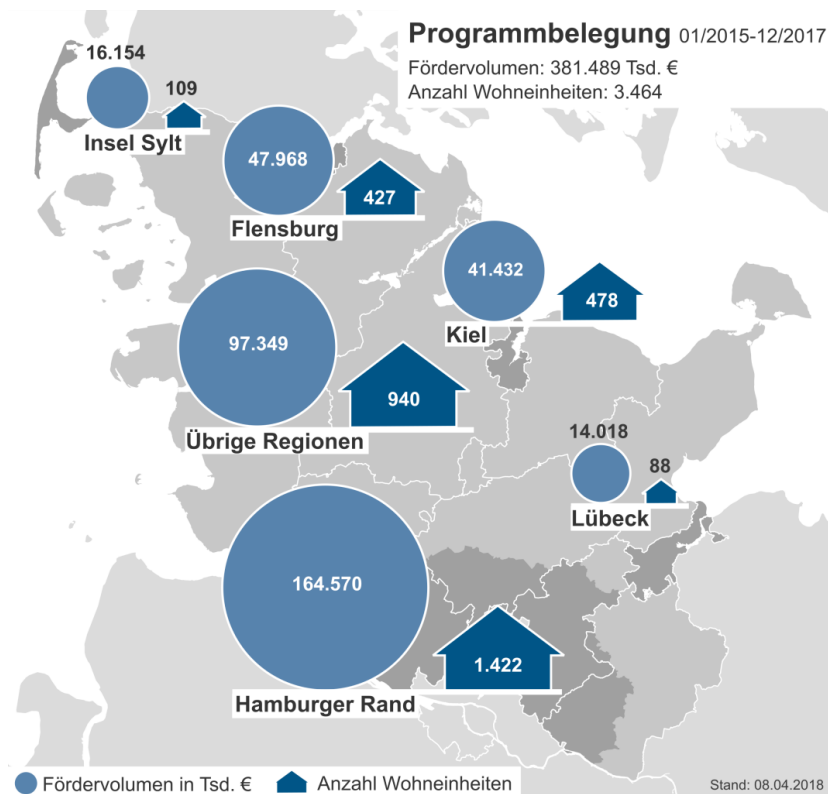 Programmbelegung 01/2015-12/2017
Fördervolumen: 381.489 Tsd. €
Anzahl Wohneinheiten: 3.464
16.154
109
Insel Sylt
47.968
427
Flensburg
41.432
478
Kiel
97.349
940
Übrige Regionen
14.018
88
Lübeck
164.570
1.422
Hamburger Rand
Fördervolumen in Tsd. € Anzahl Wohneinheiten
Stand: 08.04.2018